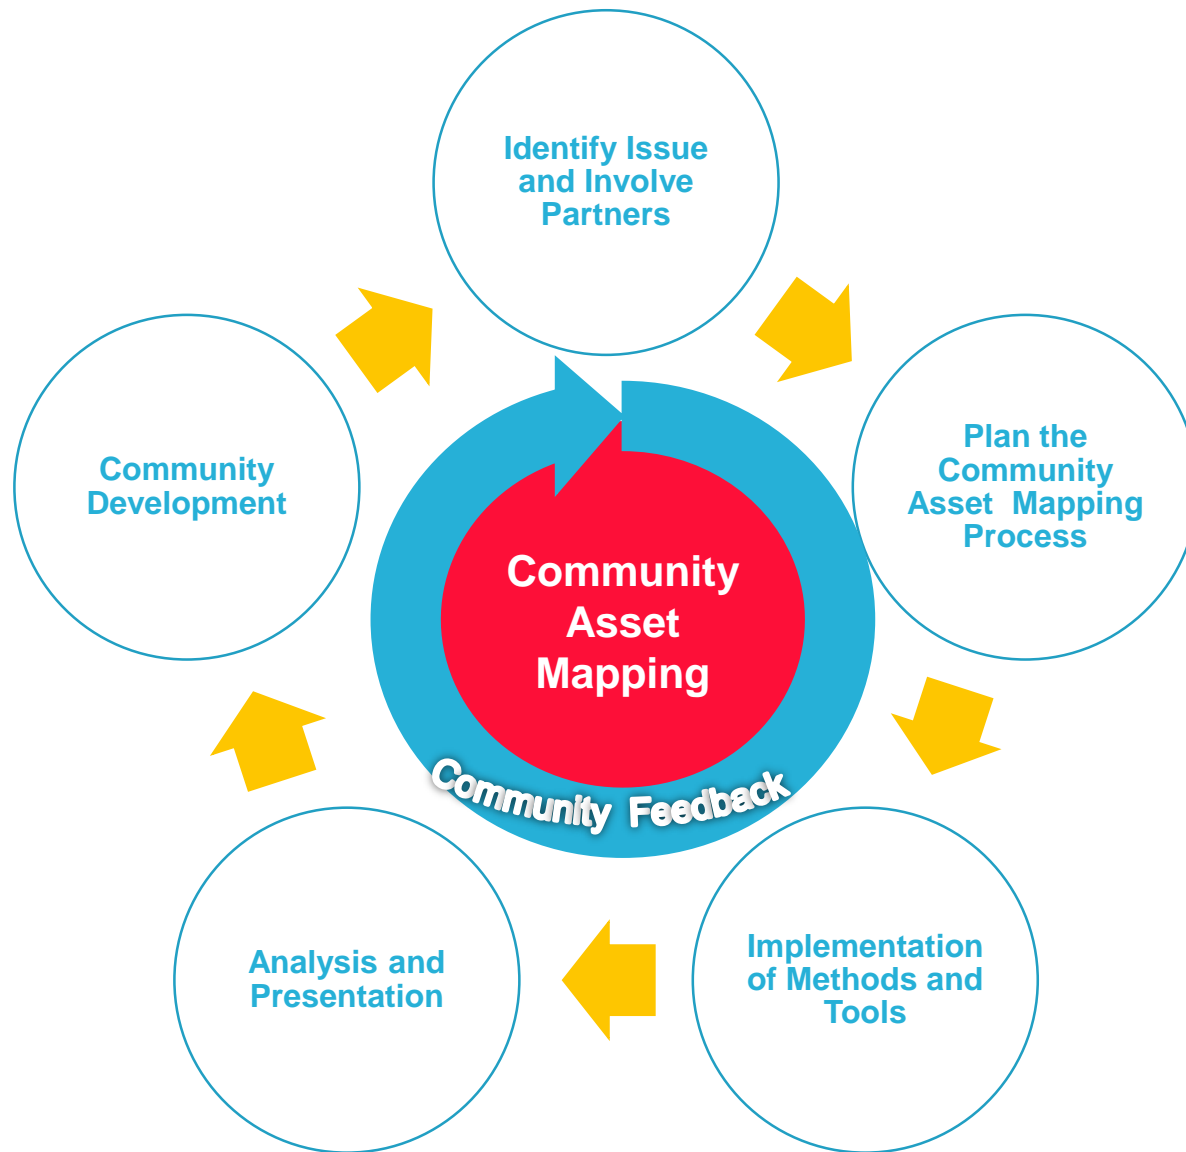 Identify Issue
and Involve
Partners
Plan the
Community
Asset Mapping
Process
Implementation
of Methods and
Tools
Analysis and
Presentation
Community
Development
Community
Asset
Mapping
Community Feedback